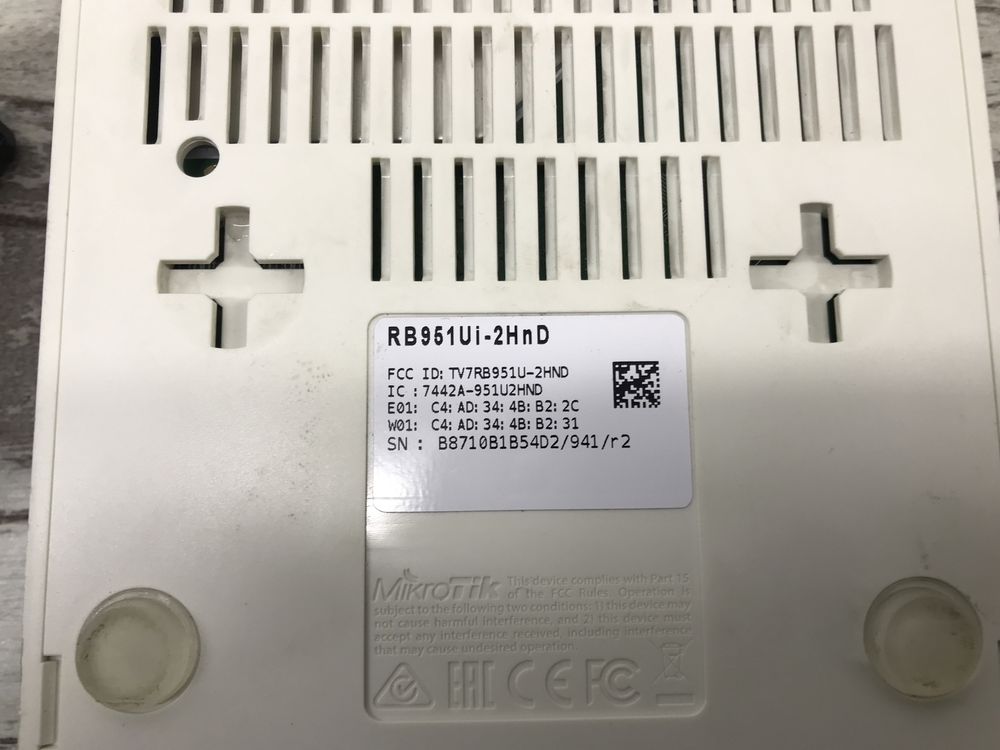 RB951Ui-2HnD
FCC ID: TV7RB951U-2HND
IC : 7442A-951U2HND
E01: C4: AD: 34: 4B: B2: 2C
W01: C4: AD: 34: 4B: B2: 31
SN : B8710B1B54D2/941/r2
MikroTik This device complies with Part 15
of the FCC Rules. Operation is
subject to the following two conditions: 1) this device may
not cause harmful interference, and 2) this device must
accept any interference received, including interference
that may cause undesired operation.
EAC CE FC